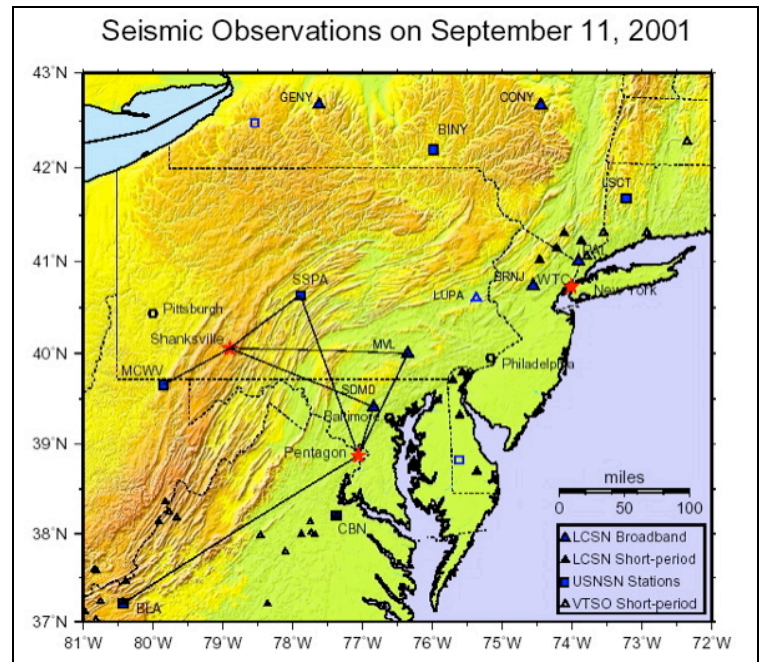 Seismic Observations on September 11, 2001
43°N
GENY
CONY
BINY
42°N
LSCT
41°N
PAL
BRNJ
WTC
SSPA
LUPA
New York
Pittsburgh
Shanksville
40°N
MVL
Philadelphia
MCWV
SDMD
Baltimore
39°N
Pentagon
miles
0 50 100
38°N
CBN
LCSN Broadband
LCSN Short-period
USNSN Stations
BLA
VTSO Short-period
37°N
81°W 80°W 79°W 78°W 77°W 76°W 75°W 74°W 73°W 72°W